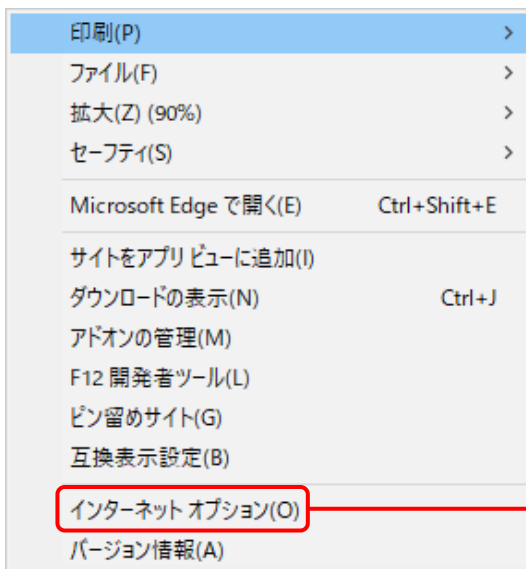 印刷(P)
ファイル(F)
拡大(Z) (90%)
セーフティ(S)
Microsoft Edge で開く(E) Ctrl+Shift+E
サイトをアプリ ビューに追加(I)
ダウンロードの表示(N) Ctrl+J
アドオンの管理(M)
F12 開発者ツール(L)
ピン留めサイト(G)
互換表示設定(B)
インターネット オプション(O)
バージョン情報(A)